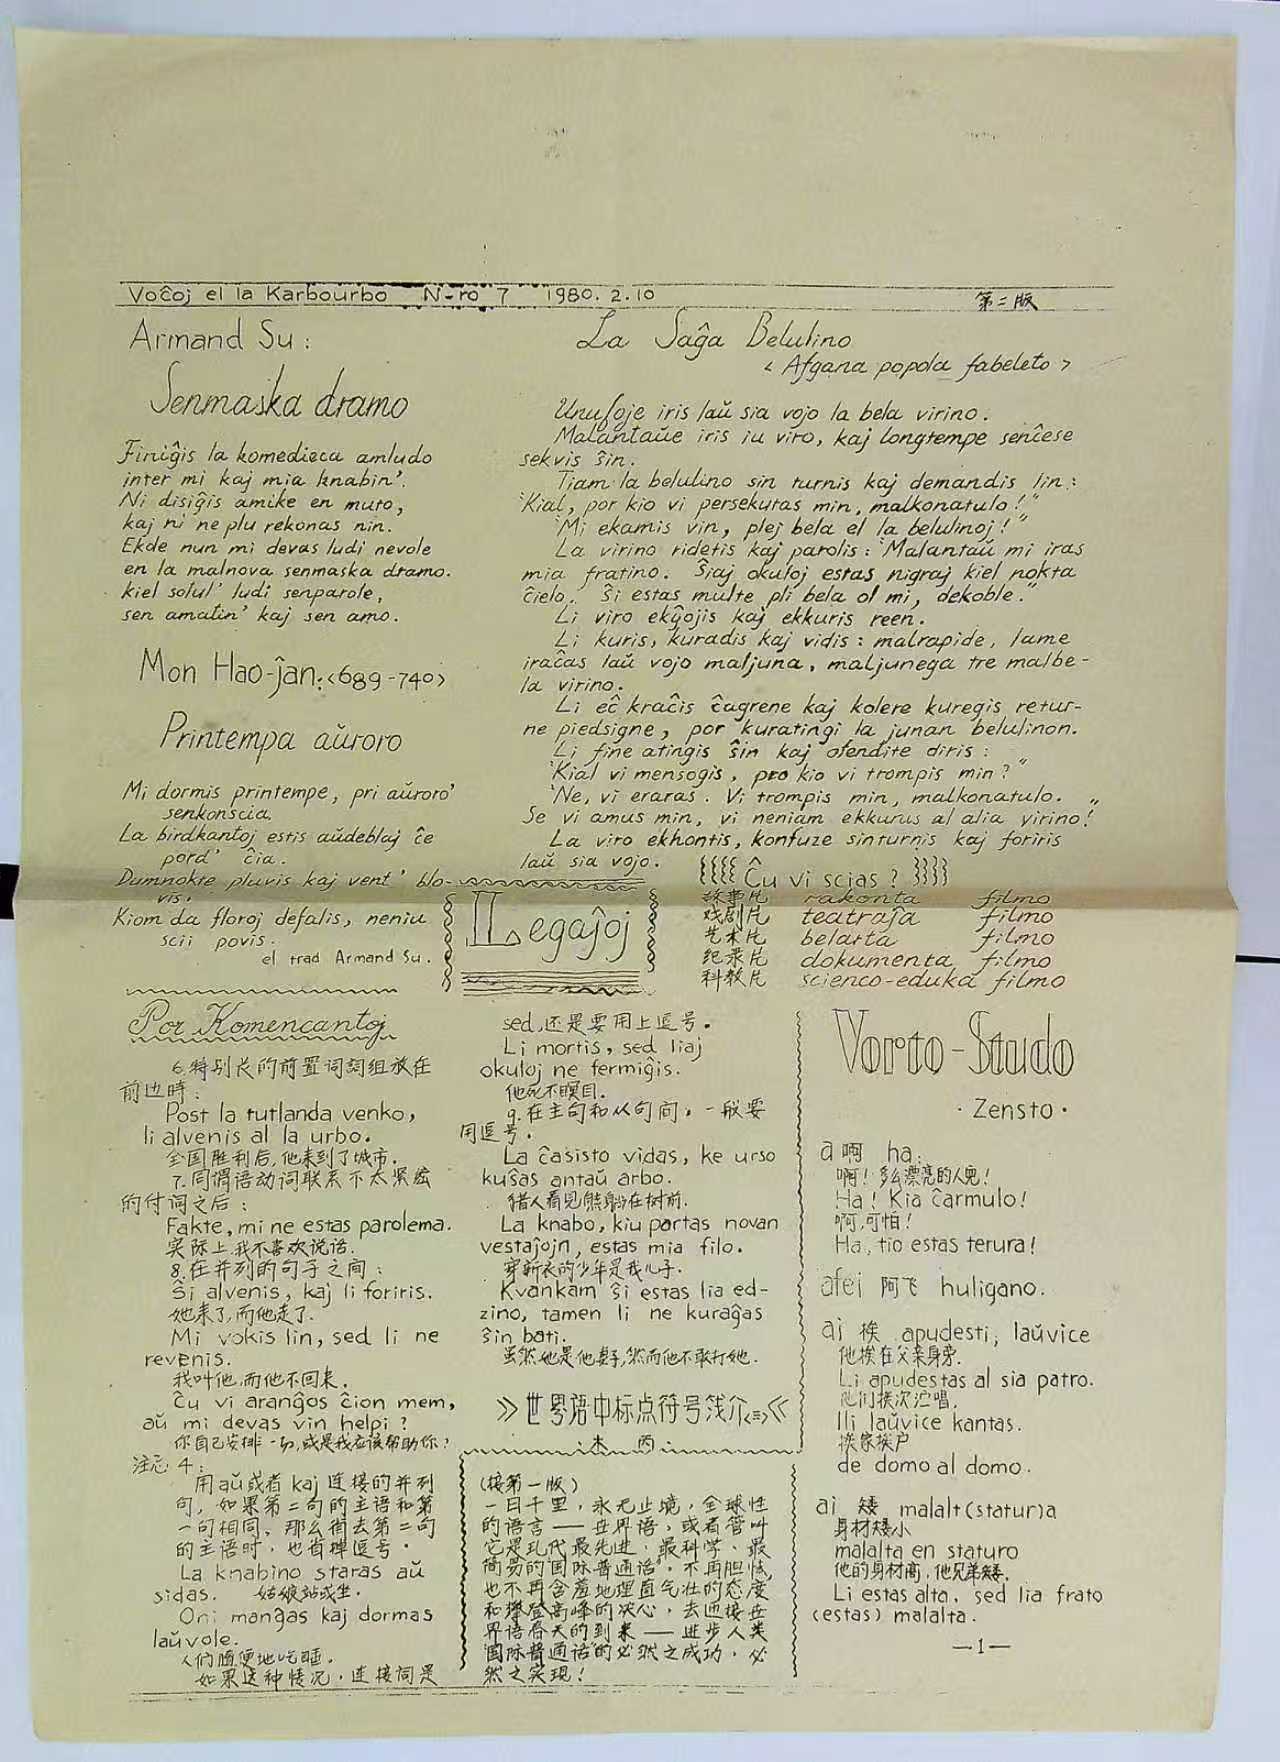 Voĉoj el la Karbourbo N-ro 7 1980.2.10 第二版
Armand Su:
Senmaska dramo
Finiĝis la komedieca amludo
inter mi kaj mia knabin'.
Ni disiĝis amike en muto,
kaj ni ne plu rekonas nin.
Ekde nun mi devas ludi nevole
en la malnova senmaska dramo.
kiel solul' ludi senparole,
sen amatin' kaj sen amo.
Mon Hao-ĵan:<689-740>
Printempa aŭroro
Mi dormis printempe, pri aŭroro'
senkonscia.
La birdkantoj estis aŭdeblaj ĉe
pord' ĉia.
Dumnokte pluvis kaj vent' blo-
vis.
Kiom da floroj defalis, neniu
scii povis.
el trad Armand Su.
La Saĝa Belulino
<Afgana popola fabeleto>
Unufoje iris laŭ sia vojo la bela virino.
Malantaŭe iris iu viro, kaj longtempe senĉese
sekvis ŝin.
Tiam la belulino sin turnis kaj demandis lin:
"Kial, por kio vi persekutas min, malkonatulo!"
"Mi ekamis vin, plej bela el la belulinoj!"
La virino ridetis kaj parolis: "Malantaŭ mi iras
mia fratino. Ŝiaj okuloj estas nigraj kiel nokta
ĉielo. Ŝi estas multe pli bela ol mi, dekoble."
Li viro ekĝojis kaj ekkuris reen.
Li kuris, kuradis kaj vidis: malrapide, lame
iraĉas laŭ vojo maljuna, maljunega tre malbe-
la virino.
Li eĉ kraĉis ĉagrene kaj kolere kuregis retur-
ne piedsigne, por kuratingi la junan belulinon.
Li fine atingis ŝin kaj ofendite diris:
"Kial vi mensogis, pro kio vi trompis min?"
"Ne, vi eraras. Vi trompis min, malkonatulo.
Se vi amus min, vi neniam ekkurus al alia virino!"
La viro ekhontis, konfuze sinturnis kaj foriris
laŭ sia vojo.
Legaĵoj
Ĉu vi scias?
故事片 rakonta filmo
戏剧片 teatraĵa filmo
艺术片 belarta filmo
纪录片 dokumenta filmo
科教片 scienco-eduka filmo
Por Komencantoj
6.特别长的前置词詞组放在
前边時:
Post la tutlanda venko,
li alvenis al la urbo.
全国胜利后,他来到了城市.
7.同谓语动词联系不太紧密
的付词之后:
Fakte, mi ne estas parolema.
实际上,我不喜欢说话.
8.在并列的句子之间:
Ŝi alvenis, kaj li foriris.
她来了,而他走了.
Mi vokis lin, sed li ne
revenis.
我叫他,而他不回来.
Ĉu vi aranĝos ĉion mem,
aŭ mi devas vin helpi?
你自己安排一切,或是我应该帮助你?
注意4:
用aŭ或者kaj连接的并列
句,如果第二句的主语和第
一句相同,那么省去第二句
的主语时,也省掉逗号.
La knabino staras aŭ
sidas. 姑娘站或坐.
Oni manĝas kaj dormas
laŭvole.
人们随便地吃睡.
如果这种情况,连接词是
sed,还是要用上逗号.
Li mortis, sed liaj
okuloj ne fermiĝis.
他死不瞑目.
9.在主句和从句间,一般要
用逗号.
La ĉasisto vidas, ke urso
kuŝas antaŭ arbo.
猎人看见熊躺在树前.
La knabo, kiu portas novan
vestaĵojn, estas mia filo.
穿新衣的少年是我儿子.
Kvankam ŝi estas lia ed-
zino, tamen li ne kuraĝas
ŝin bati.
虽然她是他妻子,然而他不敢打她.
》世界语中标点符号浅介<三>《
·木 丙·
(接第一版)
一日千里,永无止境,全球性
的语言——世界语,或者管叫
它是现代最先进、最科学、最
简易的"国际普通话",不再胆怯,
也不再含羞地理直气壮的态度
和攀登高峰的决心,去迎接世
界语春天的到来——进步人类
"国际普通话"的必然之成功,必
然之实现!
Vorto-Studo
·Zensto·
a 啊 ha:
啊!多么漂亮的人儿!
Ha! Kia ĉarmulo!
啊,可怕!
Ha, tio estas terura!
afei 阿飞 huligano.
ai 挨 apudesti; laŭvice
他挨在父亲身旁.
Li apudestas al sia patro.
他们挨次演唱.
Ili laŭvice kantas.
挨家挨户
de domo al domo.
ai 矮 malalt(statur)a
身材矮小
malalta en staturo
他的身材高,他兄弟矮.
Li estas alta, sed lia frato
(estas) malalta.
—1—